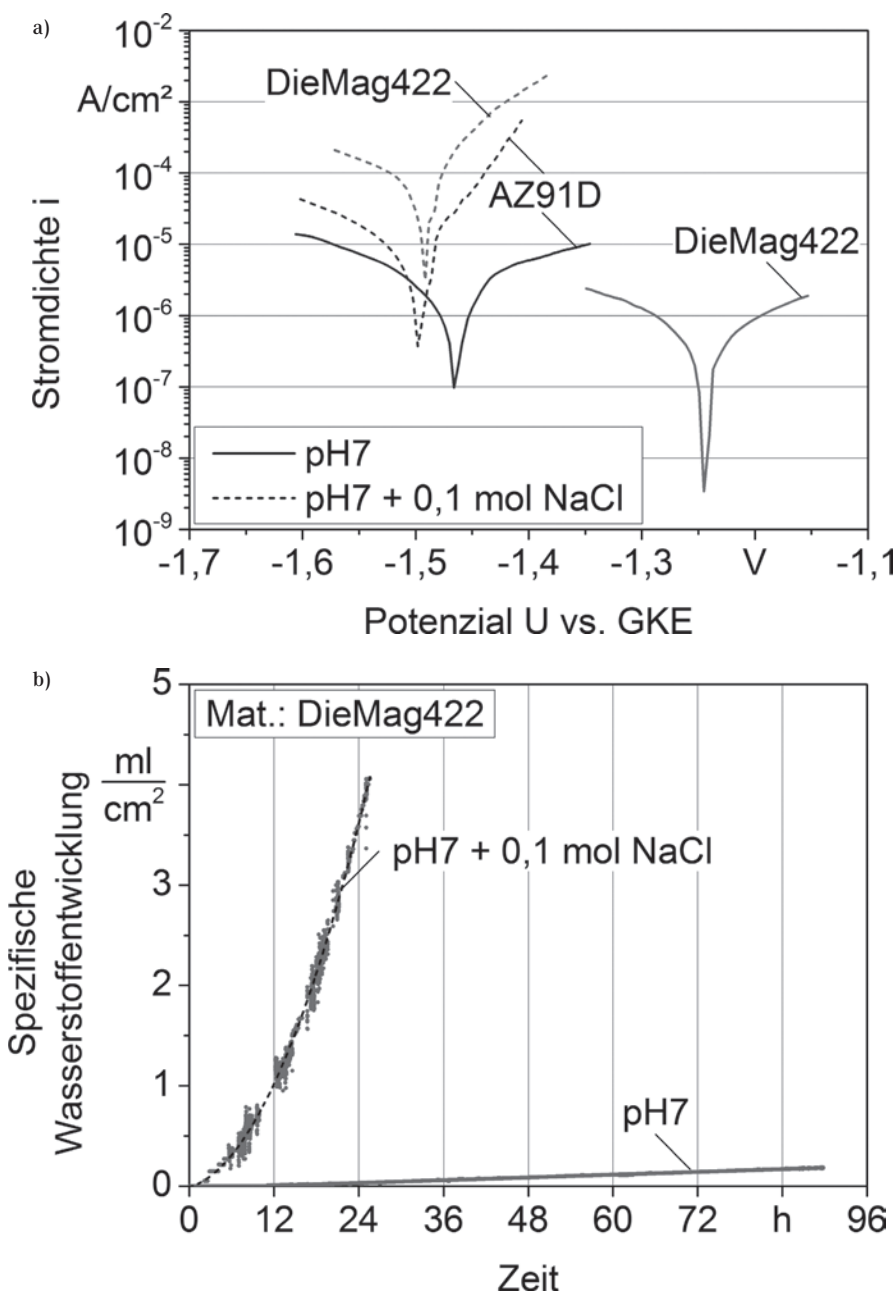 a)
10⁻²
A/cm²
10⁻⁴
10⁻⁵
10⁻⁶
10⁻⁷
10⁻⁸
10⁻⁹
Stromdichte i
DieMag422
AZ91D
DieMag422
pH7
pH7 + 0,1 mol NaCl
-1,7
-1,6
-1,5
-1,4
-1,3
V
-1,1
Potenzial U vs. GKE
b)
5
ml
cm²
3
2
1
0
Spezifische
Wasserstoffentwicklung
Mat.: DieMag422
pH7 + 0,1 mol NaCl
pH7
0
12
24
36
48
60
72
h
96
Zeit